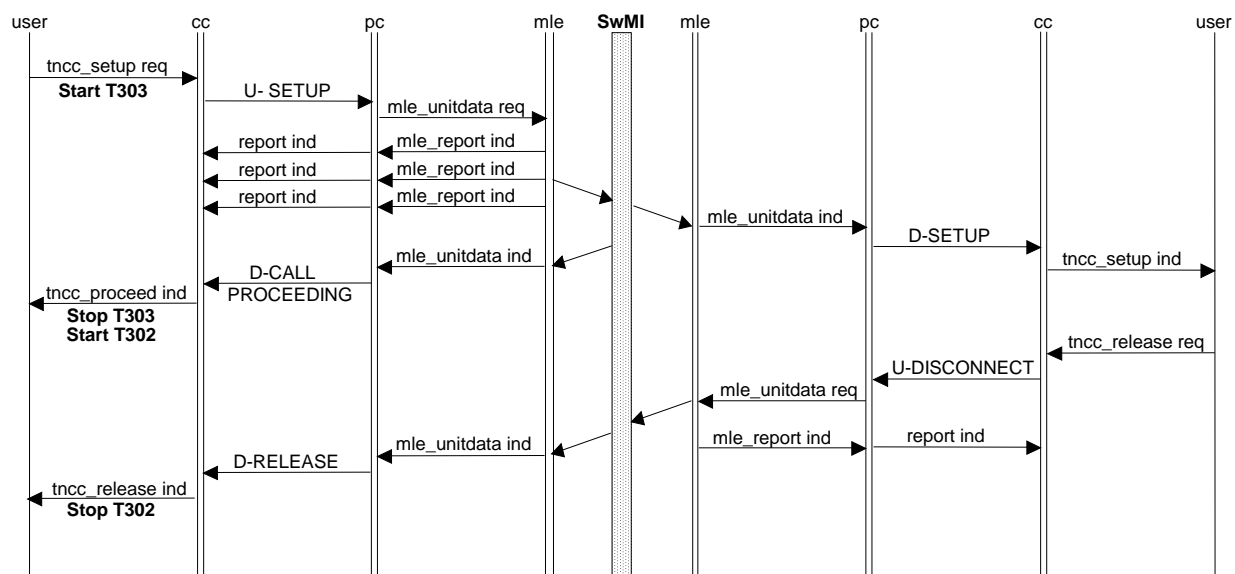 user cc pc mle SwMI mle pc cc user
tncc_setup req
Start T303
U- SETUP
mle_unitdata req
report ind mle_report ind
report ind mle_report ind
report ind mle_report ind
mle_unitdata ind
D-SETUP
mle_unitdata ind
tncc_setup ind
D-CALL
PROCEEDING
tncc_proceed ind
Stop T303
Start T302
tncc_release req
U-DISCONNECT
mle_unitdata req
mle_unitdata ind mle_report ind report ind
D-RELEASE
tncc_release ind
Stop T302